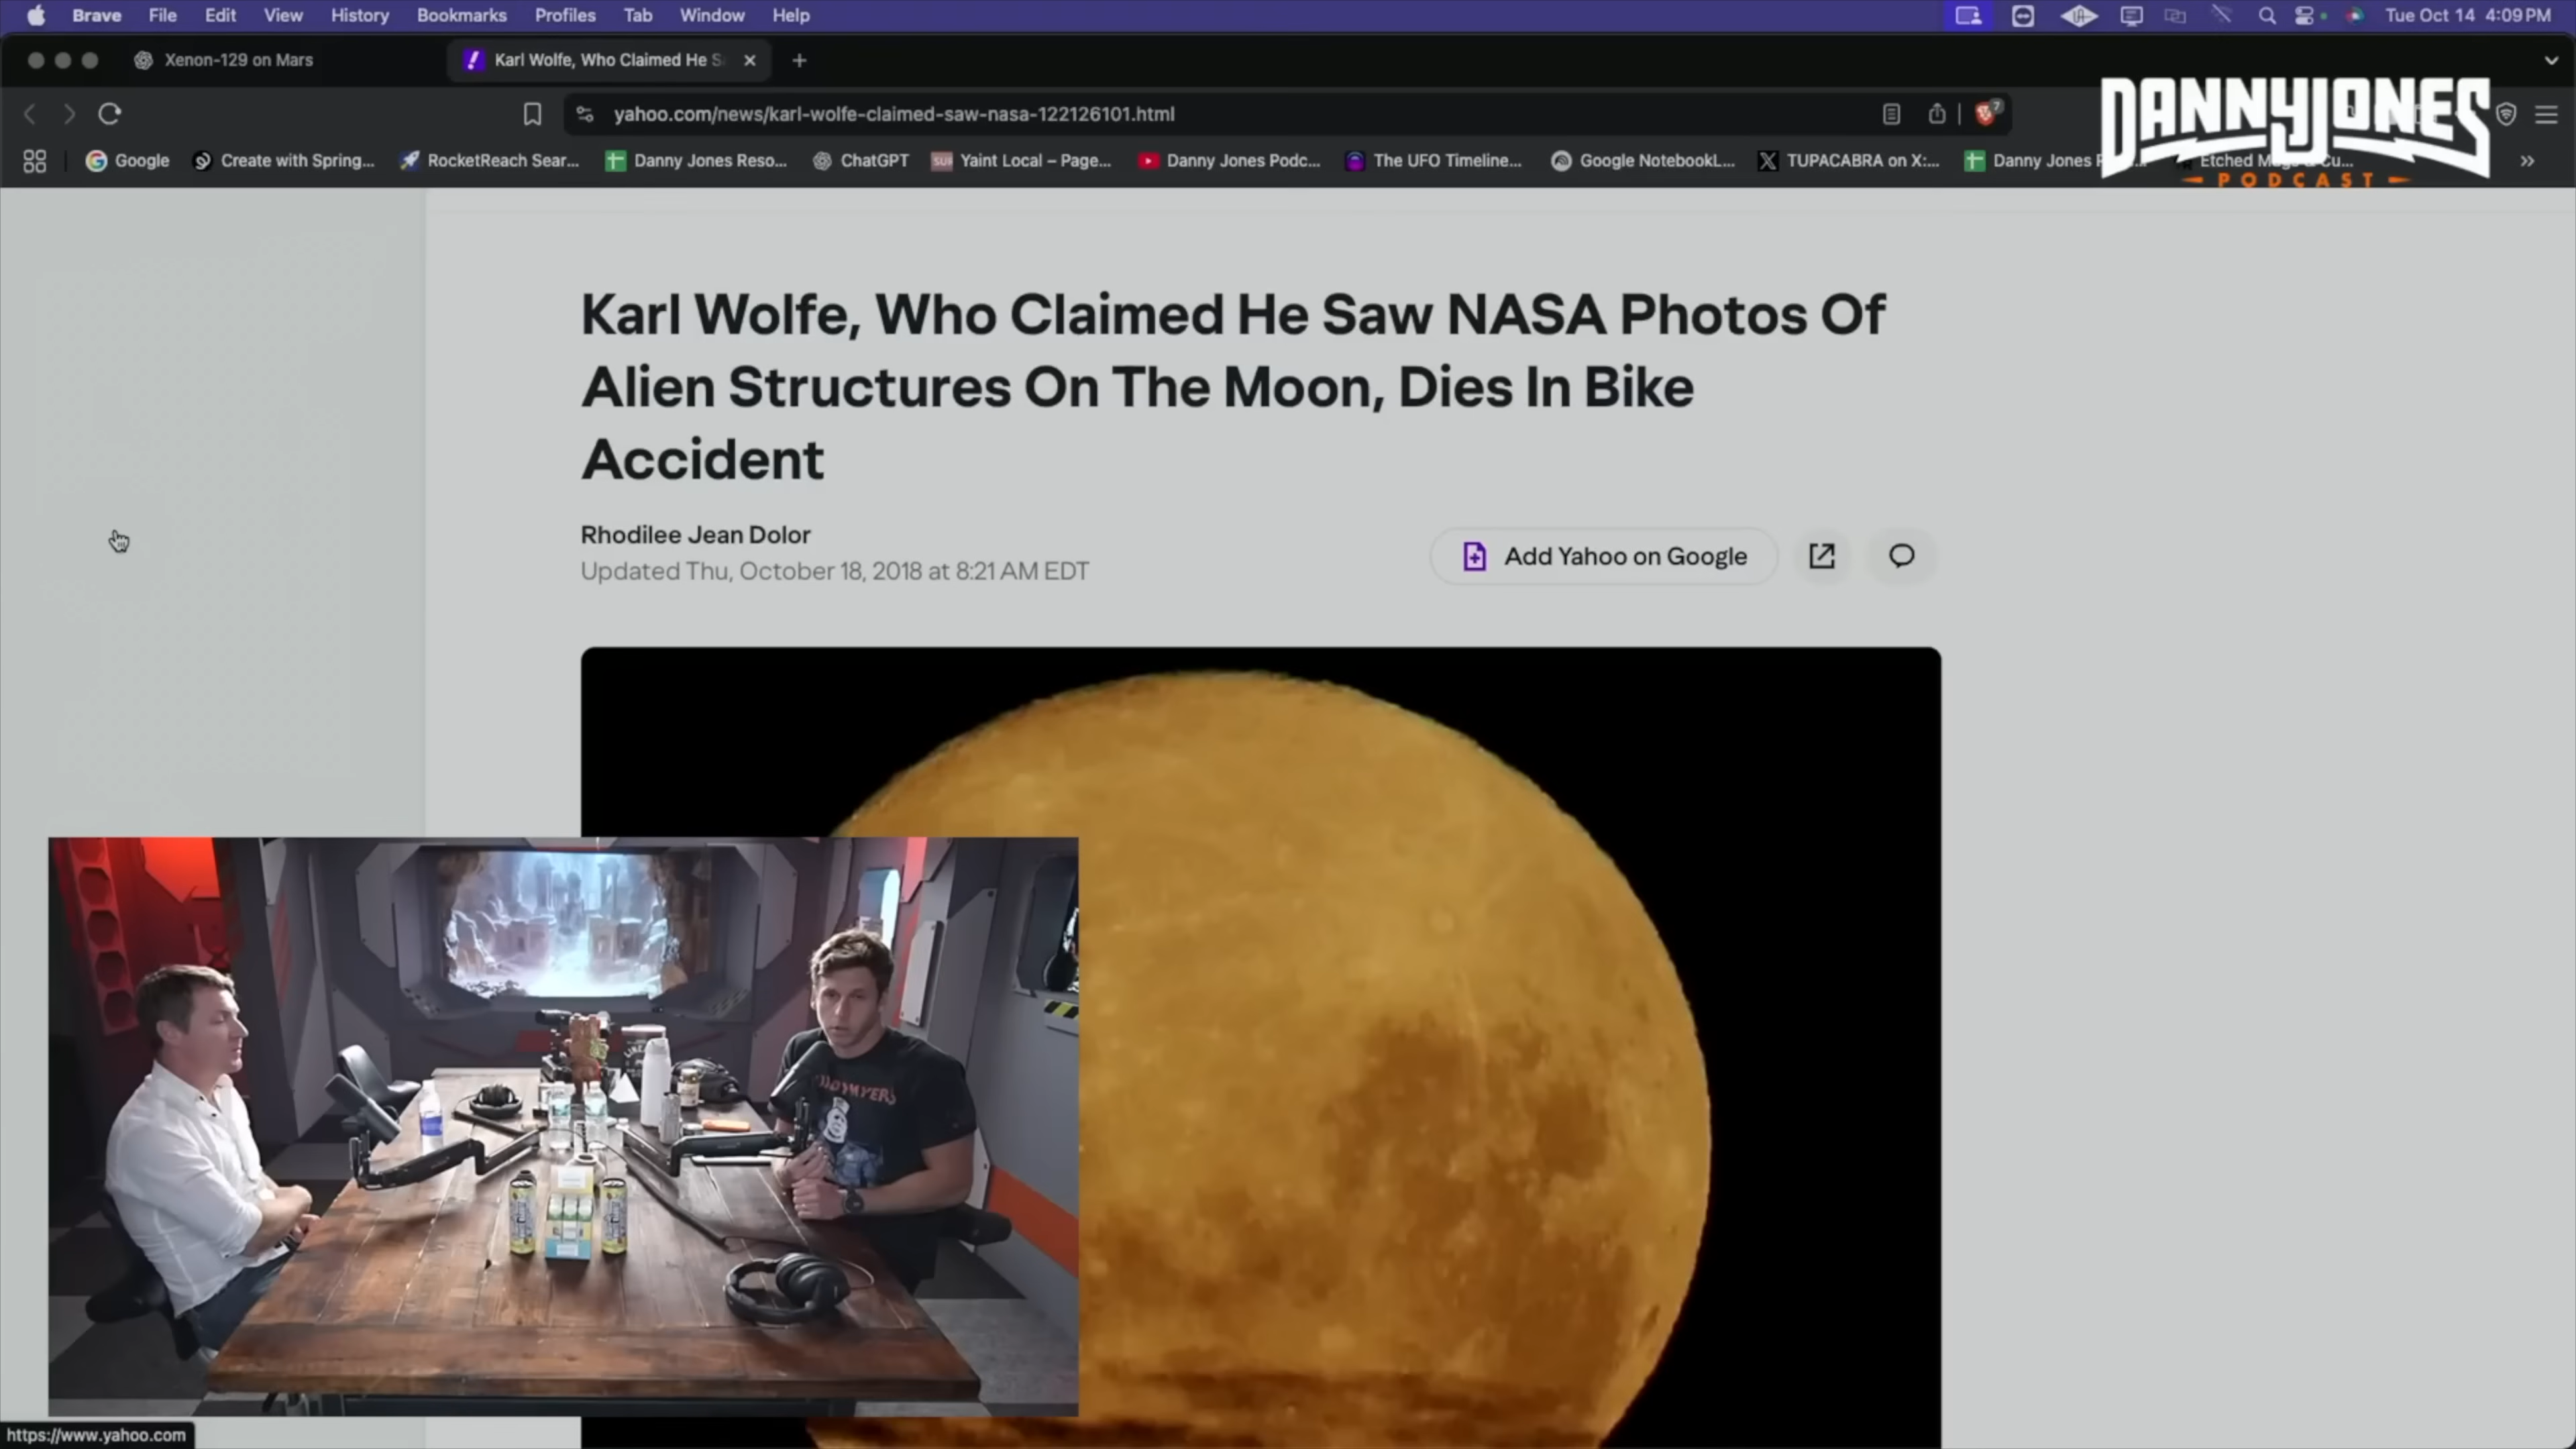 Brave File Edit View History Bookmarks Profiles Tab Window Help Tue Oct 14 4:09 PM
Xenon-129 on Mars Karl Wolfe, Who Claimed He S
yahoo.com/news/karl-wolfe-claimed-saw-nasa-122126101.html 7
DANNY JONES
PODCAST
Google Create with Spring... RocketReach Sear... Danny Jones Reso... ChatGPT Yaint Local – Page... Danny Jones Podc... The UFO Timeline... Google NotebookL... TUPACABRA on X:... Danny Jones
Karl Wolfe, Who Claimed He Saw NASA Photos Of
Alien Structures On The Moon, Dies In Bike
Accident
Rhodilee Jean Dolor
Updated Thu, October 18, 2018 at 8:21 AM EDT
Add Yahoo on Google
https://www.yahoo.com